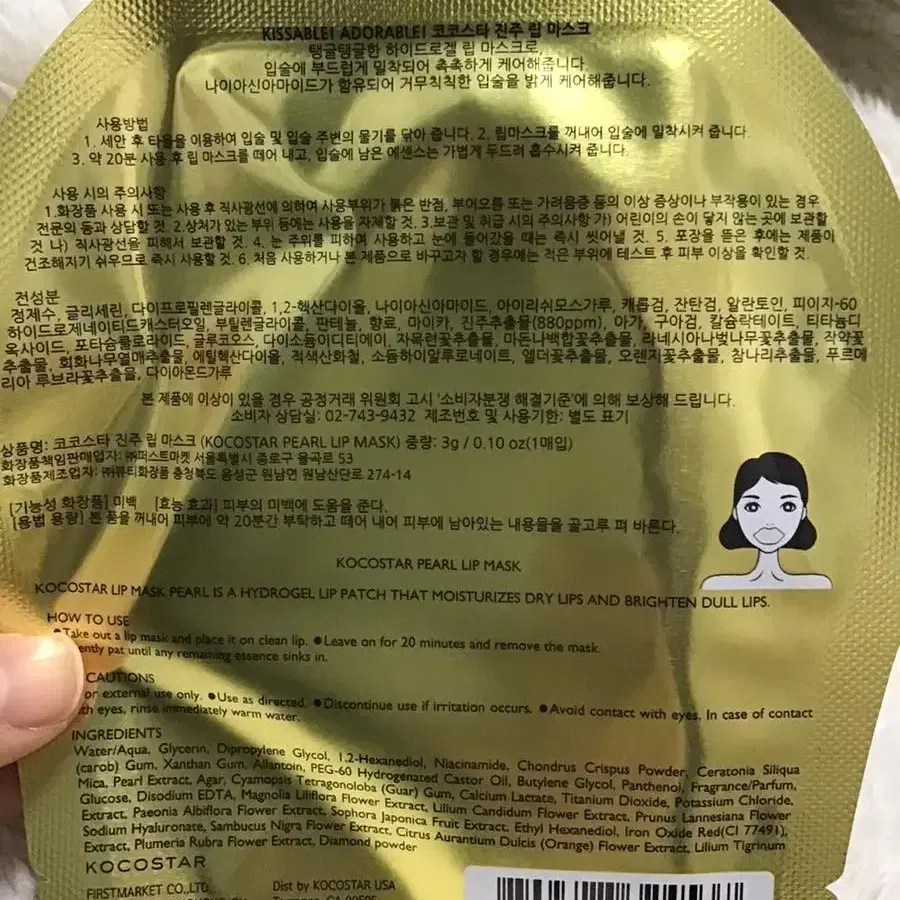 KISSABLE! ADORABLE! 코코스타 진주 립 마스크
탱글탱글한 하이드로겔 립 마스크로,
입술에 부드럽게 밀착되어 촉촉하게 케어해줍니다.
나이아신아마이드가 함유되어 거무칙칙한 입술을 밝게 케어해줍니다.
사용방법
1. 세안 후 타올을 이용하여 입술 및 입술 주변의 물기를 닦아 줍니다. 2. 립마스크를 꺼내어 입술에 밀착시켜 줍니다.
3. 약 20분 사용 후 립 마스크를 떼어 내고, 입술에 남은 에센스는 가볍게 두드려 흡수시켜 줍니다.
사용 시의 주의사항
1.화장품 사용 시 또는 사용 후 직사광선에 의하여 사용부위가 붉은 반점, 부어오름 또는 가려움증 등의 이상 증상이나 부작용이 있는 경우
전문의 등과 상담할 것. 2.상처가 있는 부위 등에는 사용을 자제할 것. 3.보관 및 취급 시의 주의사항 가) 어린이의 손이 닿지 않는 곳에 보관할
것 나) 직사광선을 피해서 보관할 것. 4. 눈 주위를 피하여 사용하고 눈에 들어갔을 때는 즉시 씻어낼 것. 5. 포장을 뜯은 후에는 제품이
건조해지기 쉬우므로 즉시 사용할 것. 6. 처음 사용하거나 본 제품으로 바꾸고자 할 경우에는 적은 부위에 테스트 후 피부 이상을 확인할 것.
전성분
정제수, 글리세린, 다이프로필렌글라이콜, 1,2-헥산다이올, 나이아신아마이드, 아이리쉬모스가루, 캐롭검, 잔탄검, 알란토인, 피이지-60
하이드로제네이티드캐스터오일, 부틸렌글라이콜, 판테놀, 향료, 마이카, 진주추출물(880ppm), 아가, 구아검, 칼슘락테이트, 티타늄디
옥사이드, 포타슘클로라이드, 글루코오스, 다이소듐이디티에이, 자목련꽃추출물, 마돈나백합꽃추출물, 라네시아나벚나무꽃추출물, 작약꽃
추출물, 회화나무열매추출물, 에틸헥산다이올, 적색산화철, 소듐하이알루로네이트, 엘더꽃추출물, 오렌지꽃추출물, 참나리추출물, 푸르메
리아 루브라꽃추출물, 다이아몬드가루
본 제품에 이상이 있을 경우 공정거래 위원회 고시 '소비자분쟁 해결기준'에 의해 보상해 드립니다.
소비자 상담실: 02-743-9432 제조번호 및 사용기한: 별도 표기
상품명: 코코스타 진주 립 마스크 (KOCOSTAR PEARL LIP MASK) 중량: 3g / 0.10 oz(1매입)
화장품책임판매업자: ㈜퍼스트마켓 서울특별시 종로구 율곡로 53
화장품제조업자: ㈜뷰티화장품 충청북도 음성군 원남면 원남산단로 274-14
[기능성 화장품] 미백 [효능 효과] 피부의 미백에 도움을 준다.
[용법 용량] 본 품을 꺼내어 피부에 약 20분간 부탁하고 떼어 내어 피부에 남아있는 내용물을 골고루 펴 바른다.
KOCOSTAR PEARL LIP MASK
KOCOSTAR LIP MASK PEARL IS A HYDROGEL LIP PATCH THAT MOISTURIZES DRY LIPS AND BRIGHTEN DULL LIPS.
HOW TO USE
●Take out a lip mask and place it on clean lip. ●Leave on for 20 minutes and remove the mask.
ently pat until any remaining essence sinks in.
CAUTIONS
or external use only. ●Use as directed. ●Discontinue use if irritation occurs. ●Avoid contact with eyes. In case of contact
th eyes, rinse immediately warm water.
INGREDIENTS
Water/Aqua, Glycerin, Dipropylene Glycol, 1,2-Hexanediol, Niacinamide, Chondrus Crispus Powder, Ceratonia Siliqua
(carob) Gum, Xanthan Gum, Allantoin, PEG-60 Hydrogenated Castor Oil, Butylene Glycol, Panthenol, Fragrance/Parfum,
Mica, Pearl Extract, Agar, Cyamopsis Tetragonoloba (Guar) Gum, Calcium Lactate, Titanium Dioxide, Potassium Chloride,
Glucose, Disodium EDTA, Magnolia Liliflora Flower Extract, Lilium Candidum Flower Extract, Prunus Lannesiana Flower
Extract, Paeonia Albiflora Flower Extract, Sophora Japonica Fruit Extract, Ethyl Hexanediol, Iron Oxide Red(CI 77491),
Sodium Hyaluronate, Sambucus Nigra Flower Extract, Citrus Aurantium Dulcis (Orange) Flower Extract, Lilium Tigrinum
Extract, Plumeria Rubra Flower Extract, Diamond powder
KOCOSTAR
FIRSTMARKET CO.,LTD
Dist by KOCOSTAR USA